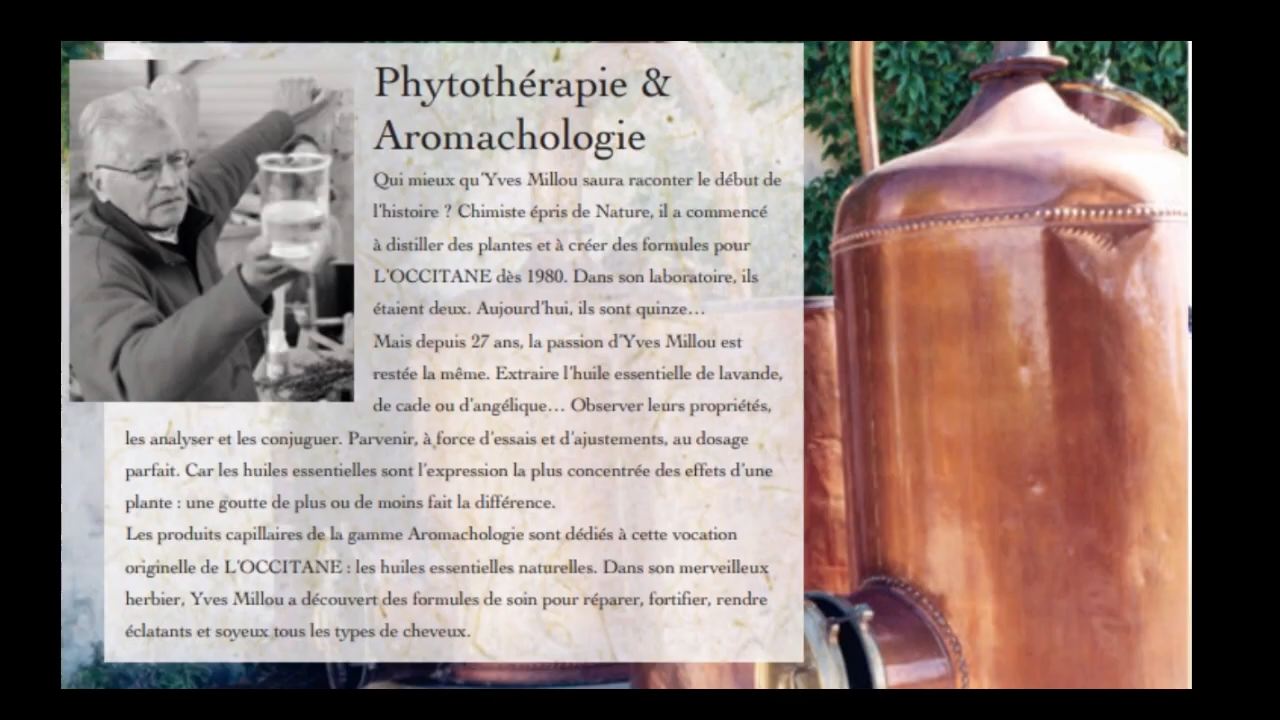 Phytothérapie &
Aromachologie
Qui mieux qu'Yves Millou saura raconter le début de
l'histoire ? Chimiste épris de Nature, il a commencé
à distiller des plantes et à créer des formules pour
L'OCCITANE dès 1980. Dans son laboratoire, ils
étaient deux. Aujourd'hui, ils sont quinze…
Mais depuis 27 ans, la passion d'Yves Millou est
restée la même. Extraire l'huile essentielle de lavande,
de cade ou d'angélique… Observer leurs propriétés,
les analyser et les conjuguer. Parvenir, à force d'essais et d'ajustements, au dosage
parfait. Car les huiles essentielles sont l'expression la plus concentrée des effets d'une
plante : une goutte de plus ou de moins fait la différence.
Les produits capillaires de la gamme Aromachologie sont dédiés à cette vocation
originelle de L'OCCITANE : les huiles essentielles naturelles. Dans son merveilleux
herbier, Yves Millou a découvert des formules de soin pour réparer, fortifier, rendre
éclatants et soyeux tous les types de cheveux.